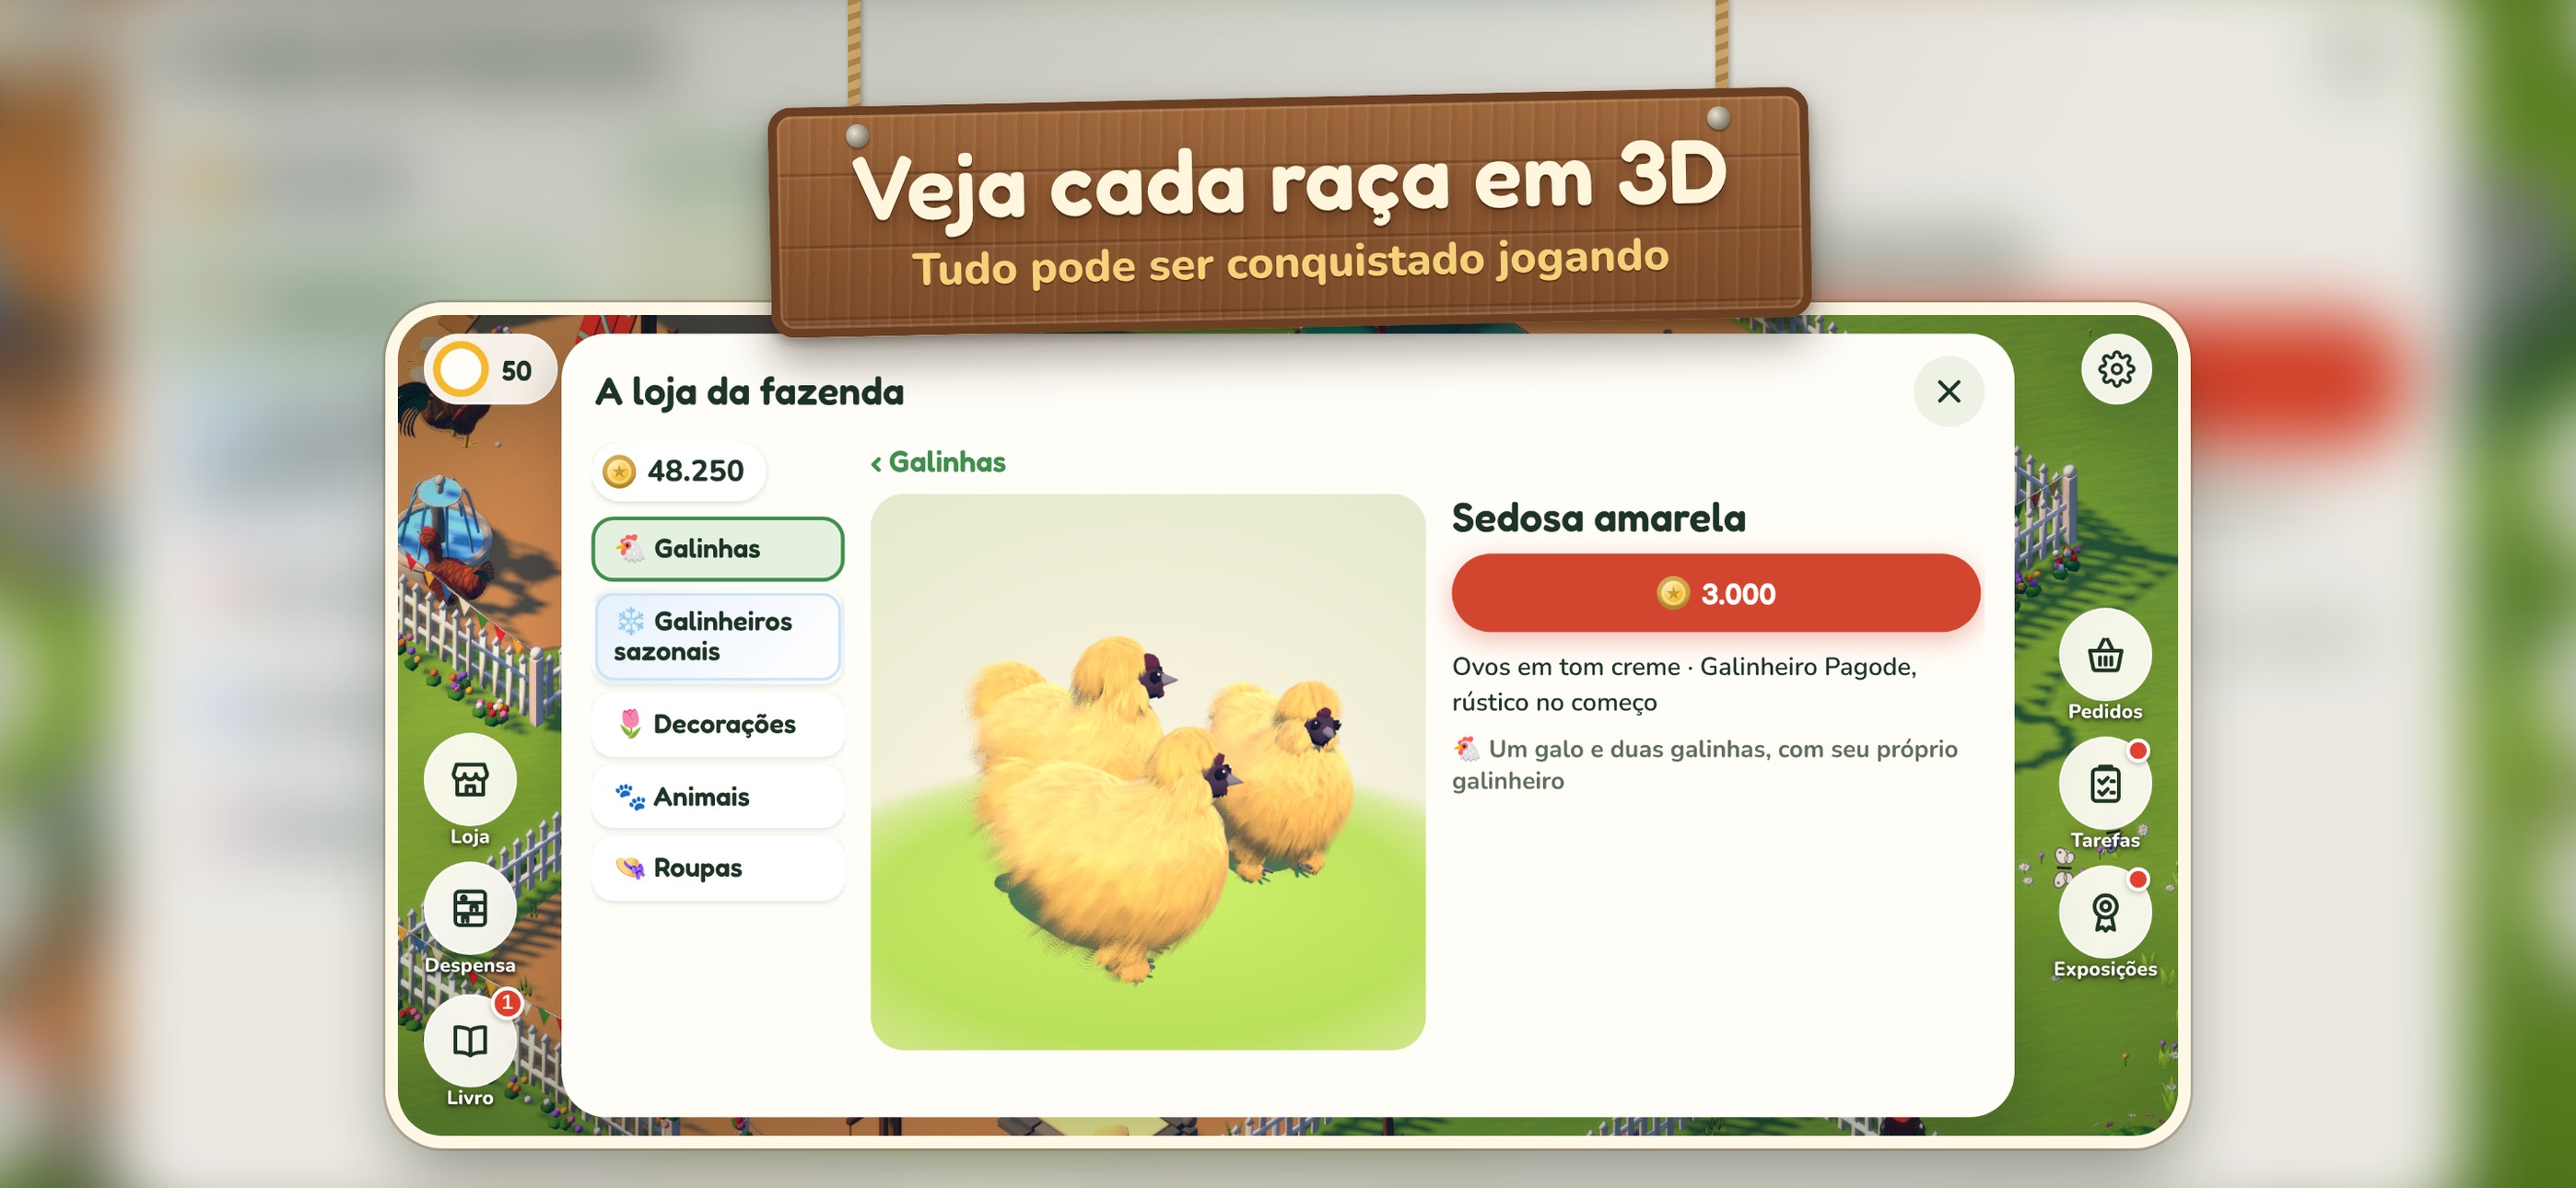 Veja cada raça em 3D
Tudo pode ser conquistado jogando
50
A loja da fazenda
48.250
‹ Galinhas
Galinhas
Galinheiros
sazonais
Decorações
Animais
Roupas
Sedosa amarela
3.000
Ovos em tom creme · Galinheiro Pagode,
rústico no começo
Um galo e duas galinhas, com seu próprio
galinheiro
Loja
Despensa
1
Livro
Pedidos
Tarefas
Exposições